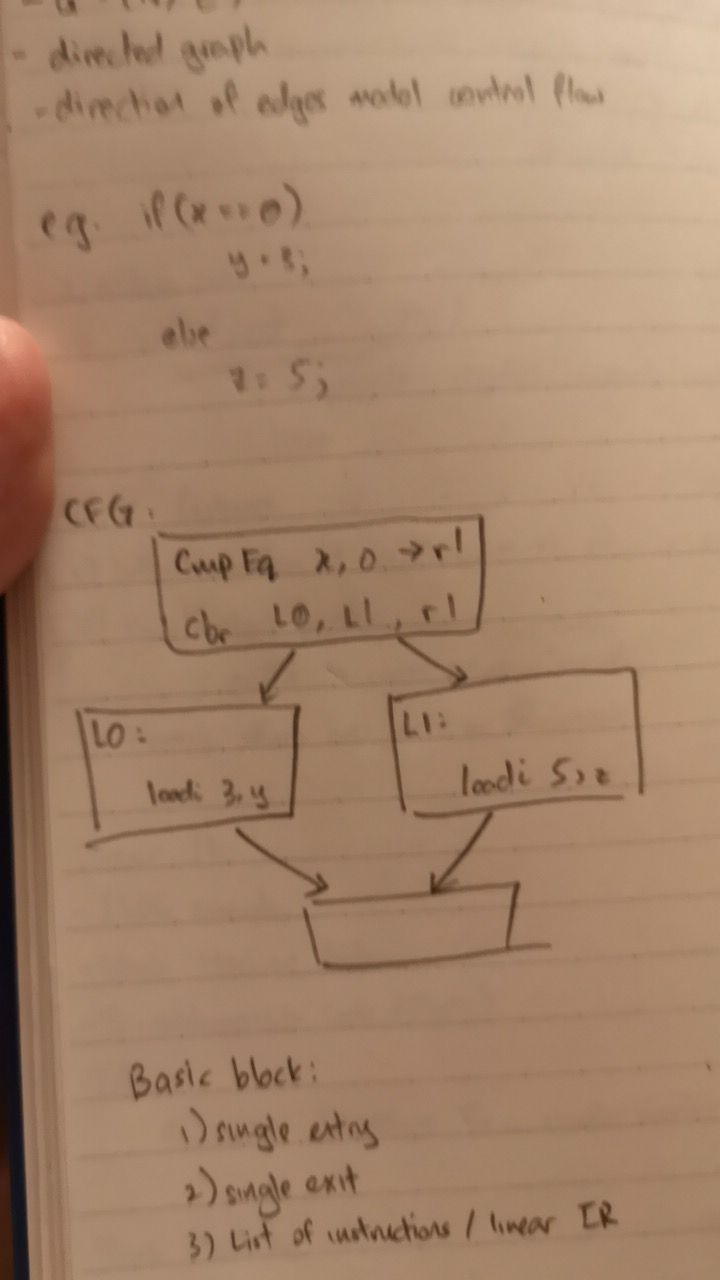 - directed graph
- direction of edges model control flow
eg. if (x == 0)
y = 3;
else
z = 5;
CFG:
Cmp Eq x, 0 → r1
cbr L0, L1, r1
L0:
loadi 3, y
L1:
loadi 5, z
Basic block:
1) single entry
2) single exit
3) List of instructions / linear IR